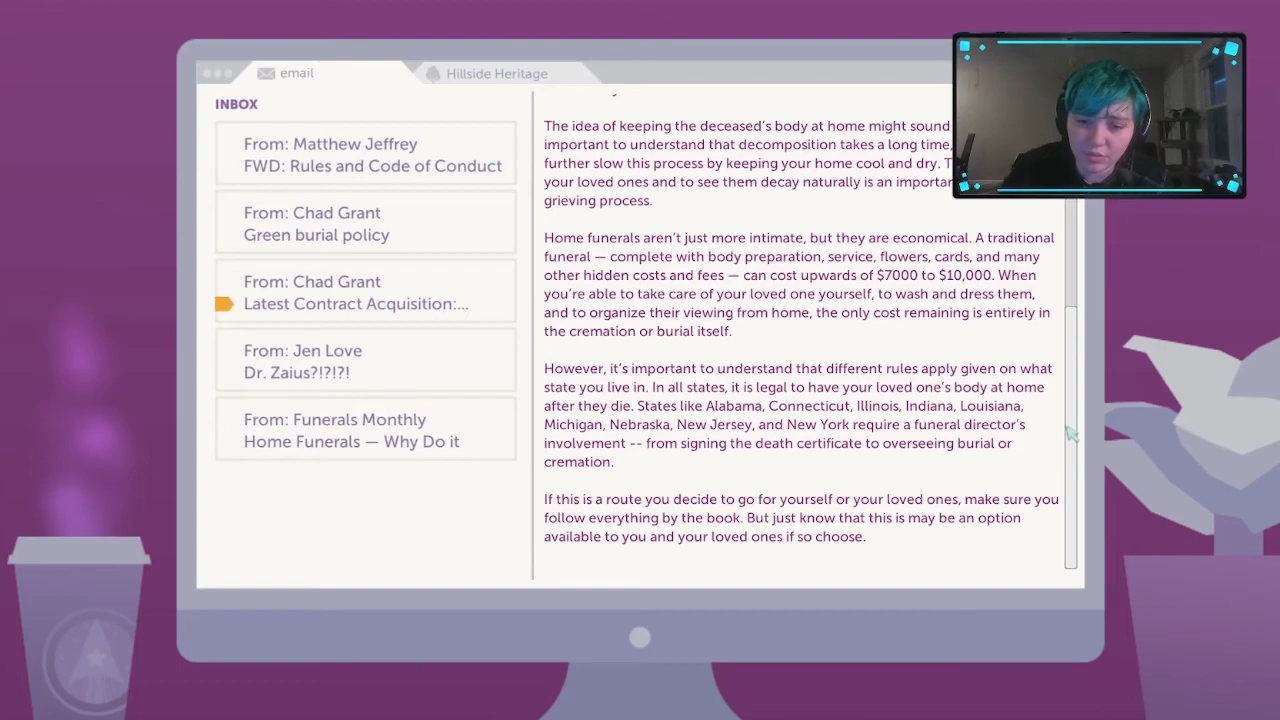 email
Hillside Heritage
INBOX
From: Matthew Jeffrey
FWD: Rules and Code of Conduct
From: Chad Grant
Green burial policy
From: Chad Grant
Latest Contract Acquisition:...
From: Jen Love
Dr. Zaius?!?!?!
From: Funerals Monthly
Home Funerals — Why Do it
The idea of keeping the deceased's body at home might sound
important to understand that decomposition takes a long time,
further slow this process by keeping your home cool and dry.
your loved ones and to see them decay naturally is an
grieving process.
Home funerals aren't just more intimate, but they are economical. A traditional
funeral — complete with body preparation, service, flowers, cards, and many
other hidden costs and fees — can cost upwards of $7000 to $10,000. When
you're able to take care of your loved one yourself, to wash and dress them,
and to organize their viewing from home, the only cost remaining is entirely in
the cremation or burial itself.
However, it's important to understand that different rules apply given on what
state you live in. In all states, it is legal to have your loved one's body at home
after they die. States like Alabama, Connecticut, Illinois, Indiana, Louisiana,
Michigan, Nebraska, New Jersey, and New York require a funeral director's
involvement -- from signing the death certificate to overseeing burial or
cremation.
If this is a route you decide to go for yourself or your loved ones, make sure you
follow everything by the book. But just know that this is may be an option
available to you and your loved ones if so choose.